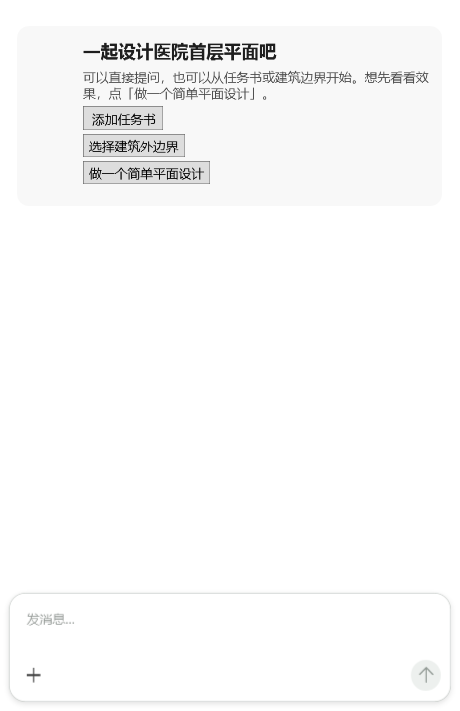 一起设计医院首层平面吧
可以直接提问，也可以从任务书或建筑边界开始。想先看看效
果，点「做一个简单平面设计」。
添加任务书
选择建筑外边界
做一个简单平面设计
发消息...